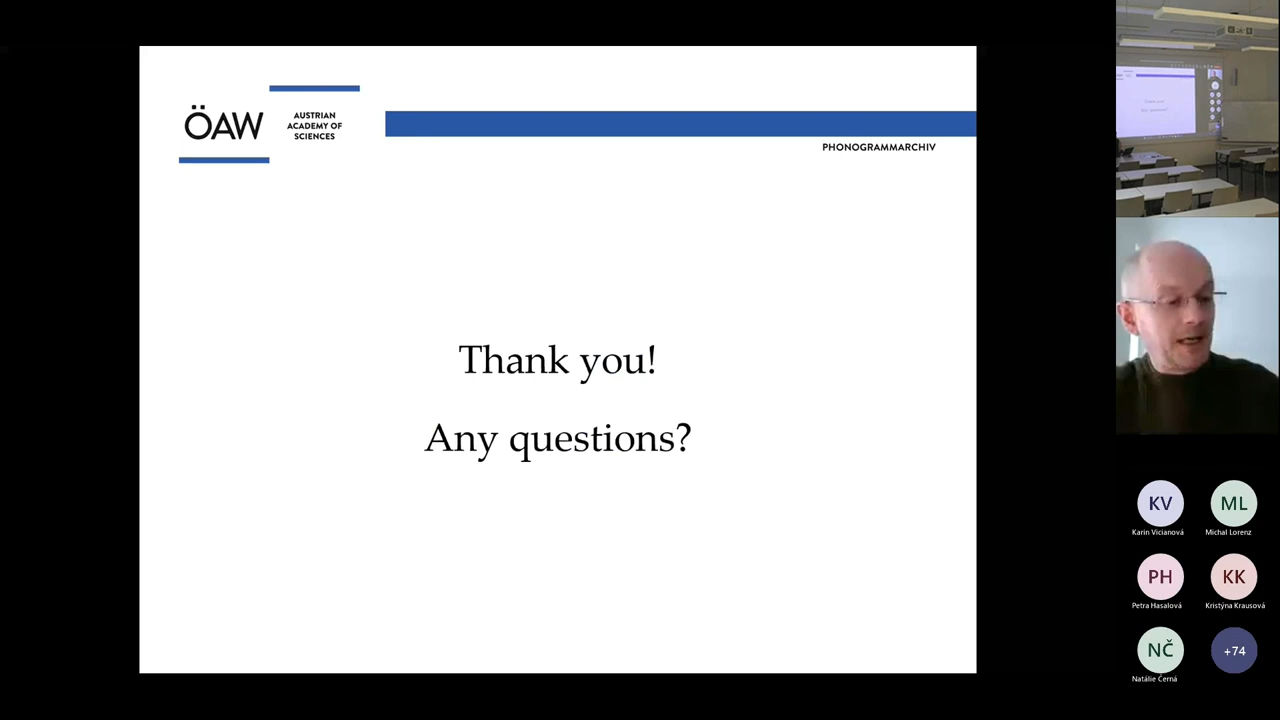 ÖAW
AUSTRIAN
ACADEMY OF
SCIENCES
PHONOGRAMMARCHIV
Thank you!
Any questions?
KV
Karin Vicianová
ML
Michal Lorenz
PH
Petra Hasalová
KK
Kristýna Krausová
NČ
Natálie Černá
+74